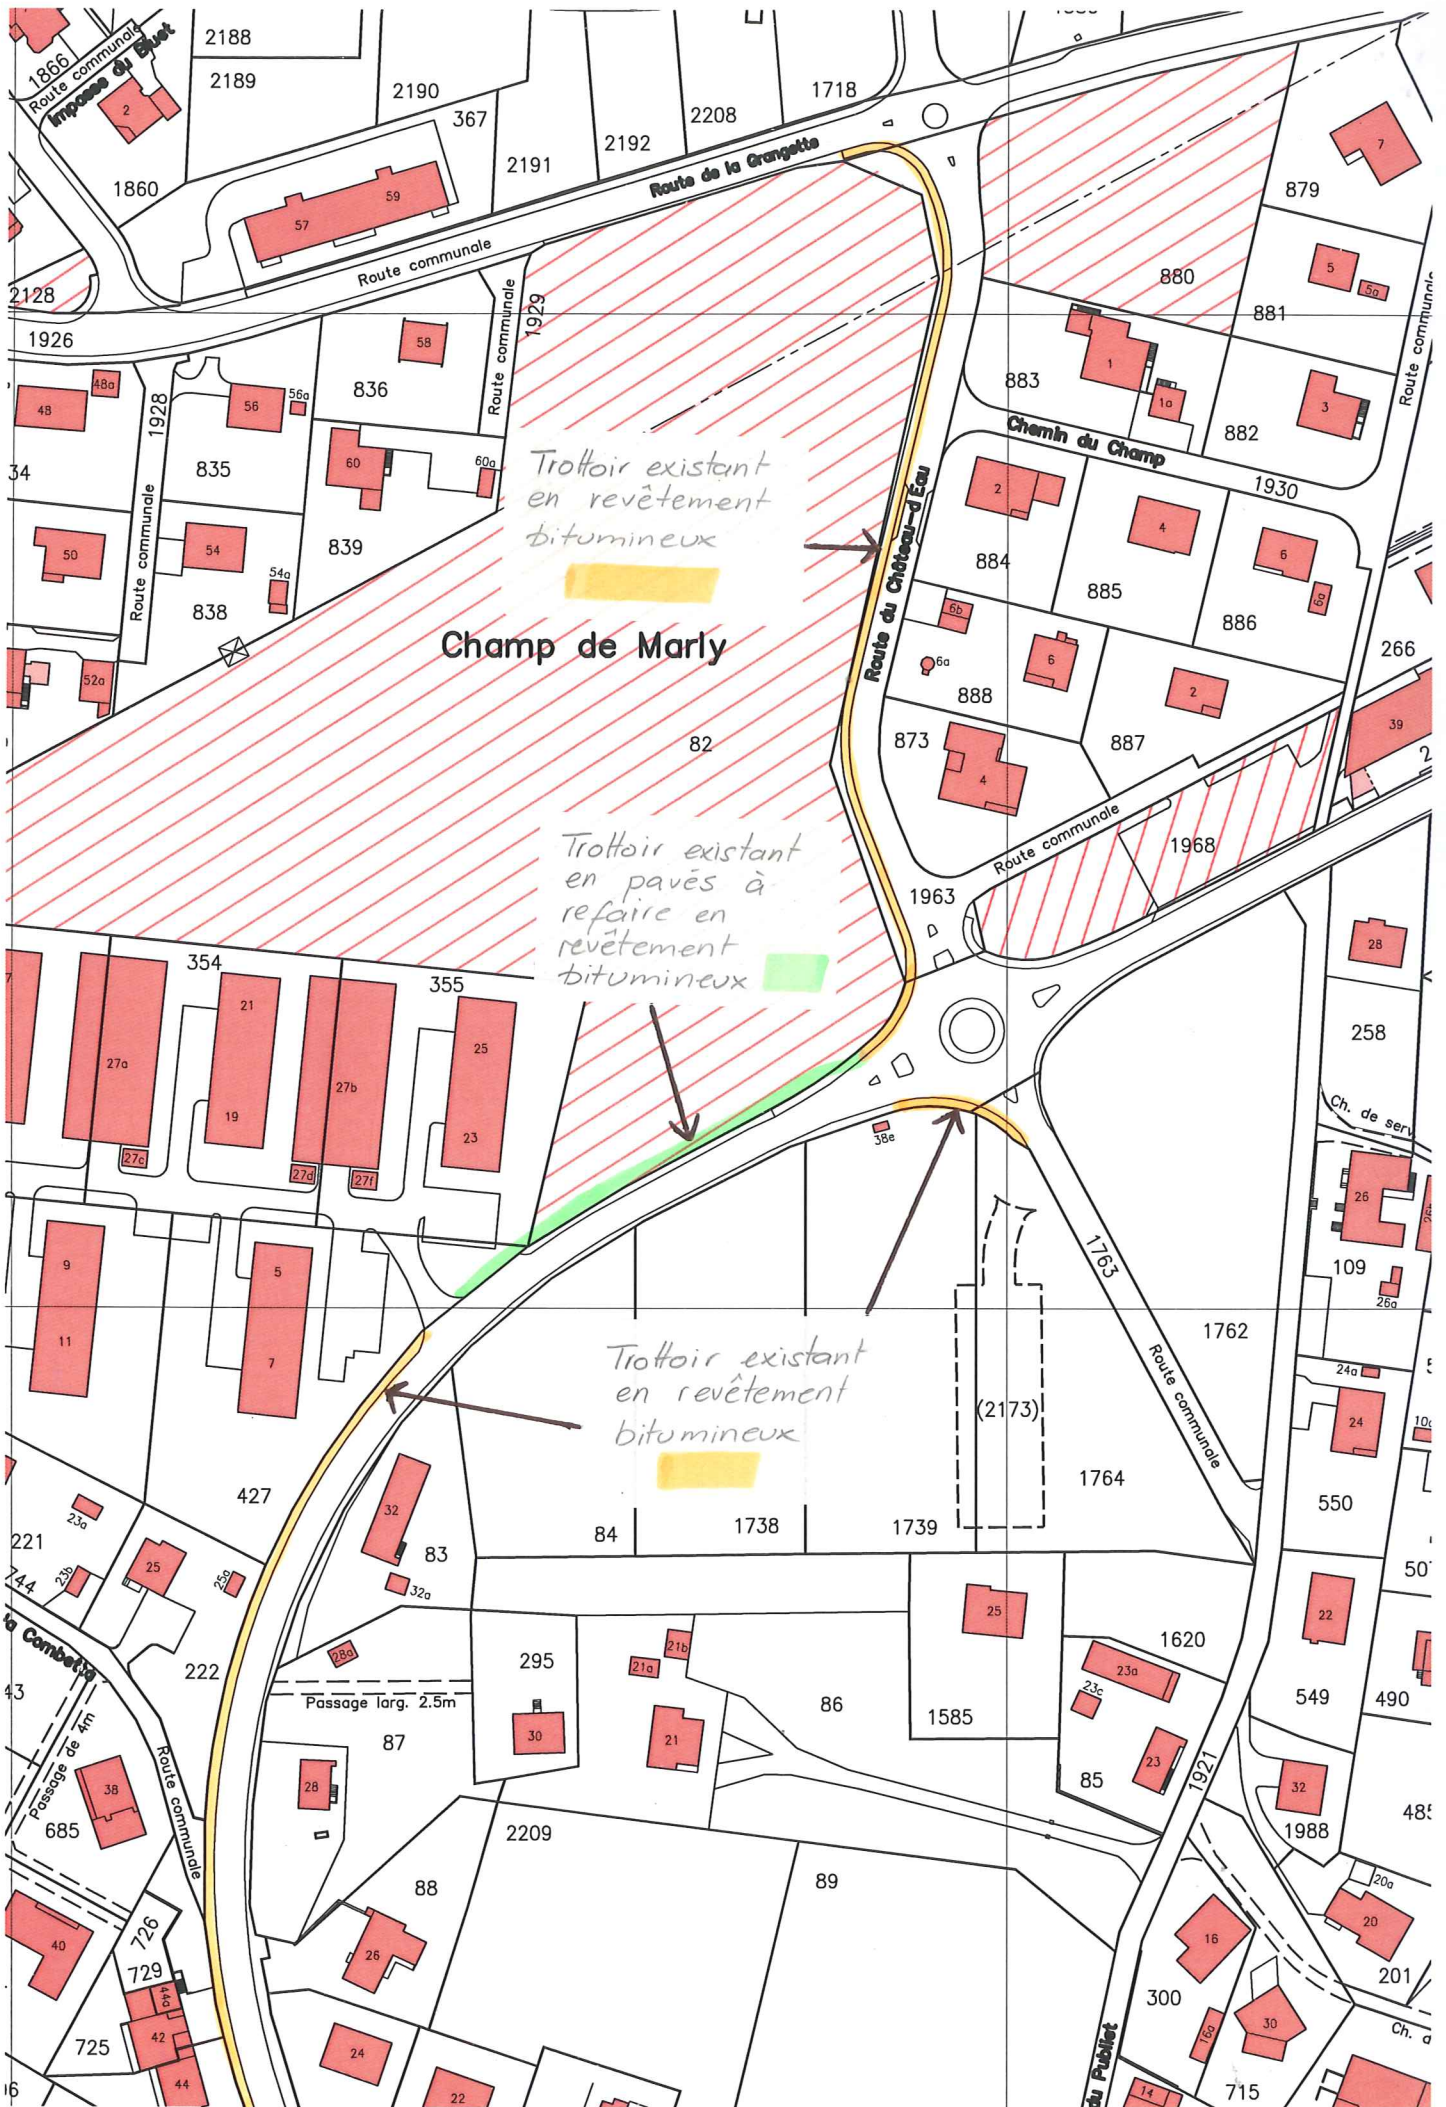 1866
Route communale
Impasse du Bluet
2
2188
2189
2190
367
2191
2192
2208
1718
1860
57
59
Route de la Grangette
Route communale
7
879
880
5
5a
881
2128
1926
1929
Route communale
58
836
48
48a
1928
56
56a
835
60
60a
839
34
Route communale
50
54
54a
838
52a
883
1
1a
3
882
Route communale
Chemin du Champ
1930
2
884
4
885
6
6a
886
266
Trottoir existant
en revêtement
bitumineux
Route du Château-d'Eau
Champ de Marly
82
6b
6a
6
888
2
887
873
4
39
Route communale
1968
1963
Trottoir existant
en pavés à
refaire en
revêtement
bitumineux
354
355
27a
21
19
27b
25
23
27c
27d
27f
28
258
Ch. de serv
38e
26
109
26a
9
11
5
7
1763
1762
Route communale
24a
24
550
Trottoir existant
en revêtement
bitumineux
(2173)
1764
427
32
83
32a
84
1738
1739
221
23a
744
23b
25
25a
la Combetta
222
28a
Passage larg. 2.5m
87
295
30
21a
21b
21
86
25
1585
1620
23a
23c
23
85
22
549
490
1921
32
1988
Passage de 4m
38
685
Route communale
28
2209
89
88
26
40
726
729
44a
42
725
44
24
22
20a
20
201
16
300
16a
30
715
14
du Publiet